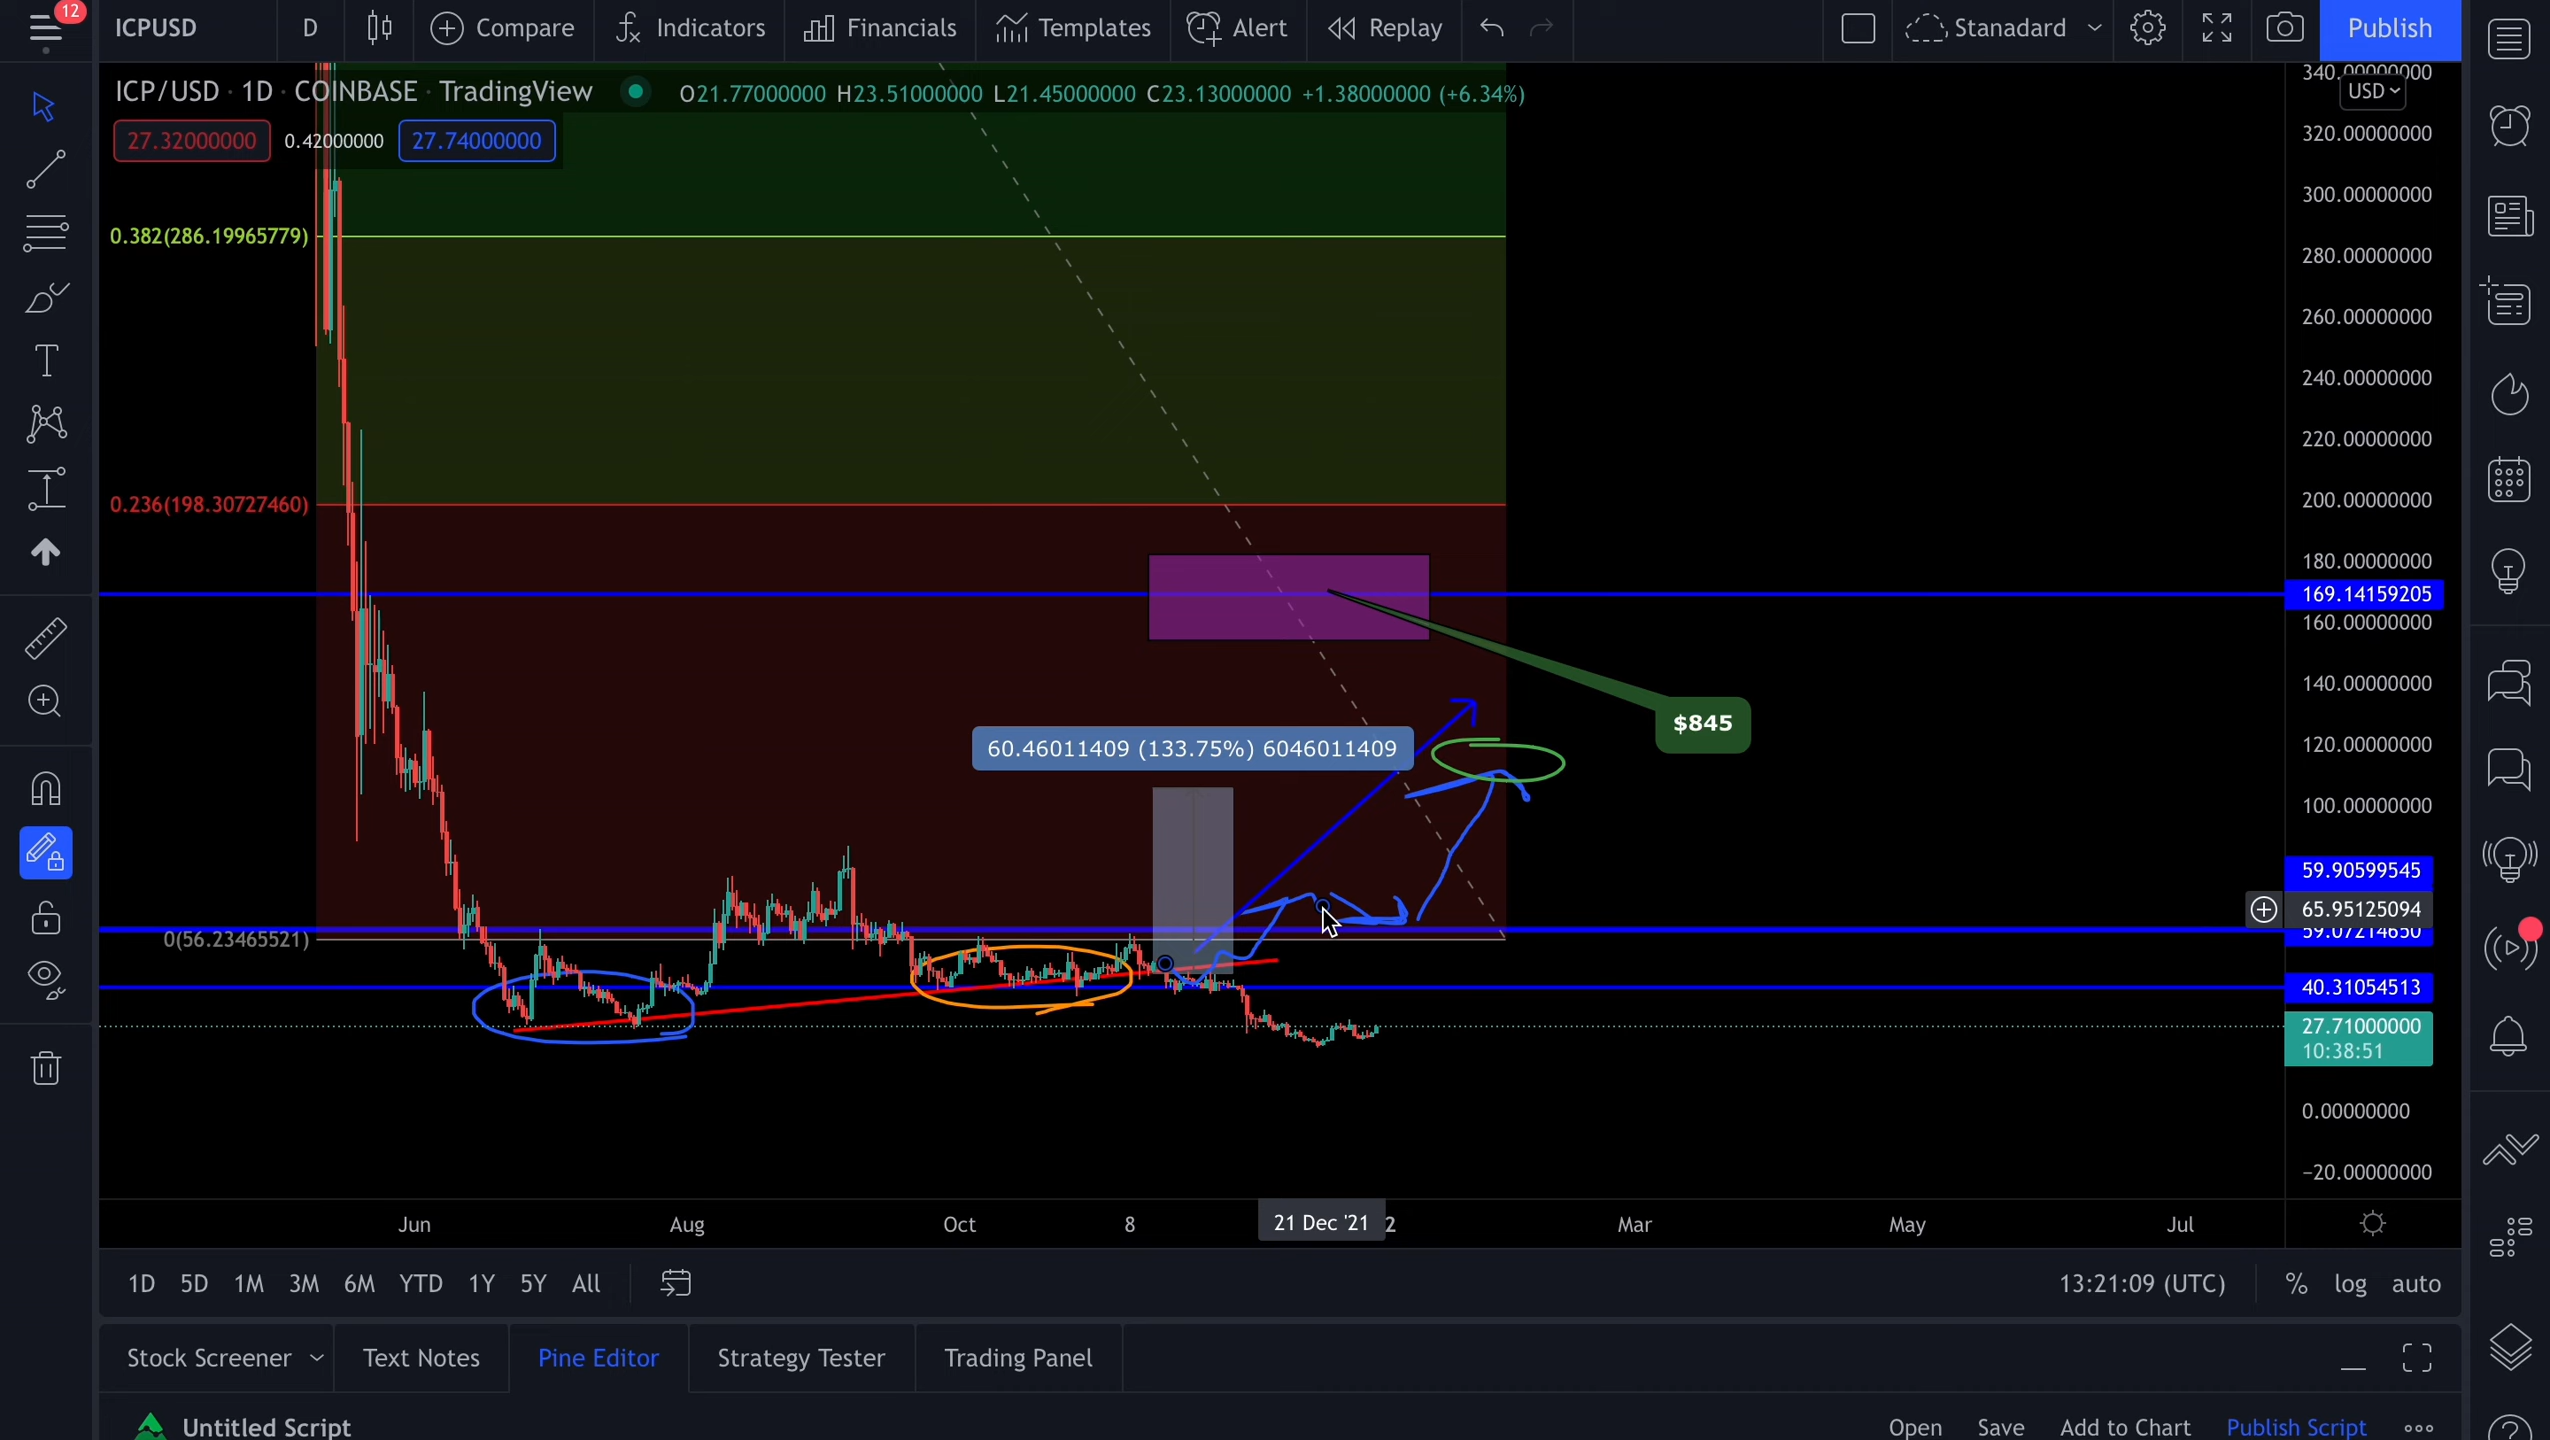 12
ICPUSD
D
Compare
Indicators
Financials
Templates
Alert
Replay
Stanadard
Publish
ICP/USD · 1D · COINBASE · TradingView
O21.77000000 H23.51000000 L21.45000000 C23.13000000 +1.38000000 (+6.34%)
27.32000000
0.42000000
27.74000000
340.00000000
USD
320.00000000
300.00000000
280.00000000
260.00000000
240.00000000
220.00000000
200.00000000
180.00000000
169.14159205
160.00000000
140.00000000
120.00000000
100.00000000
59.90599545
65.95125094
59.07214650
40.31054513
27.71000000
10:38:51
0.00000000
−20.00000000
0.382(286.19965779)
0.236(198.30727460)
0(56.23465521)
$845
60.46011409 (133.75%) 6046011409
Jun
Aug
Oct
8
21 Dec '21
2
Mar
May
Jul
1D 5D 1M 3M 6M YTD 1Y 5Y All
13:21:09 (UTC)
% log auto
Stock Screener
Text Notes
Pine Editor
Strategy Tester
Trading Panel
Untitled Script
Open
Save
Add to Chart
Publish Script